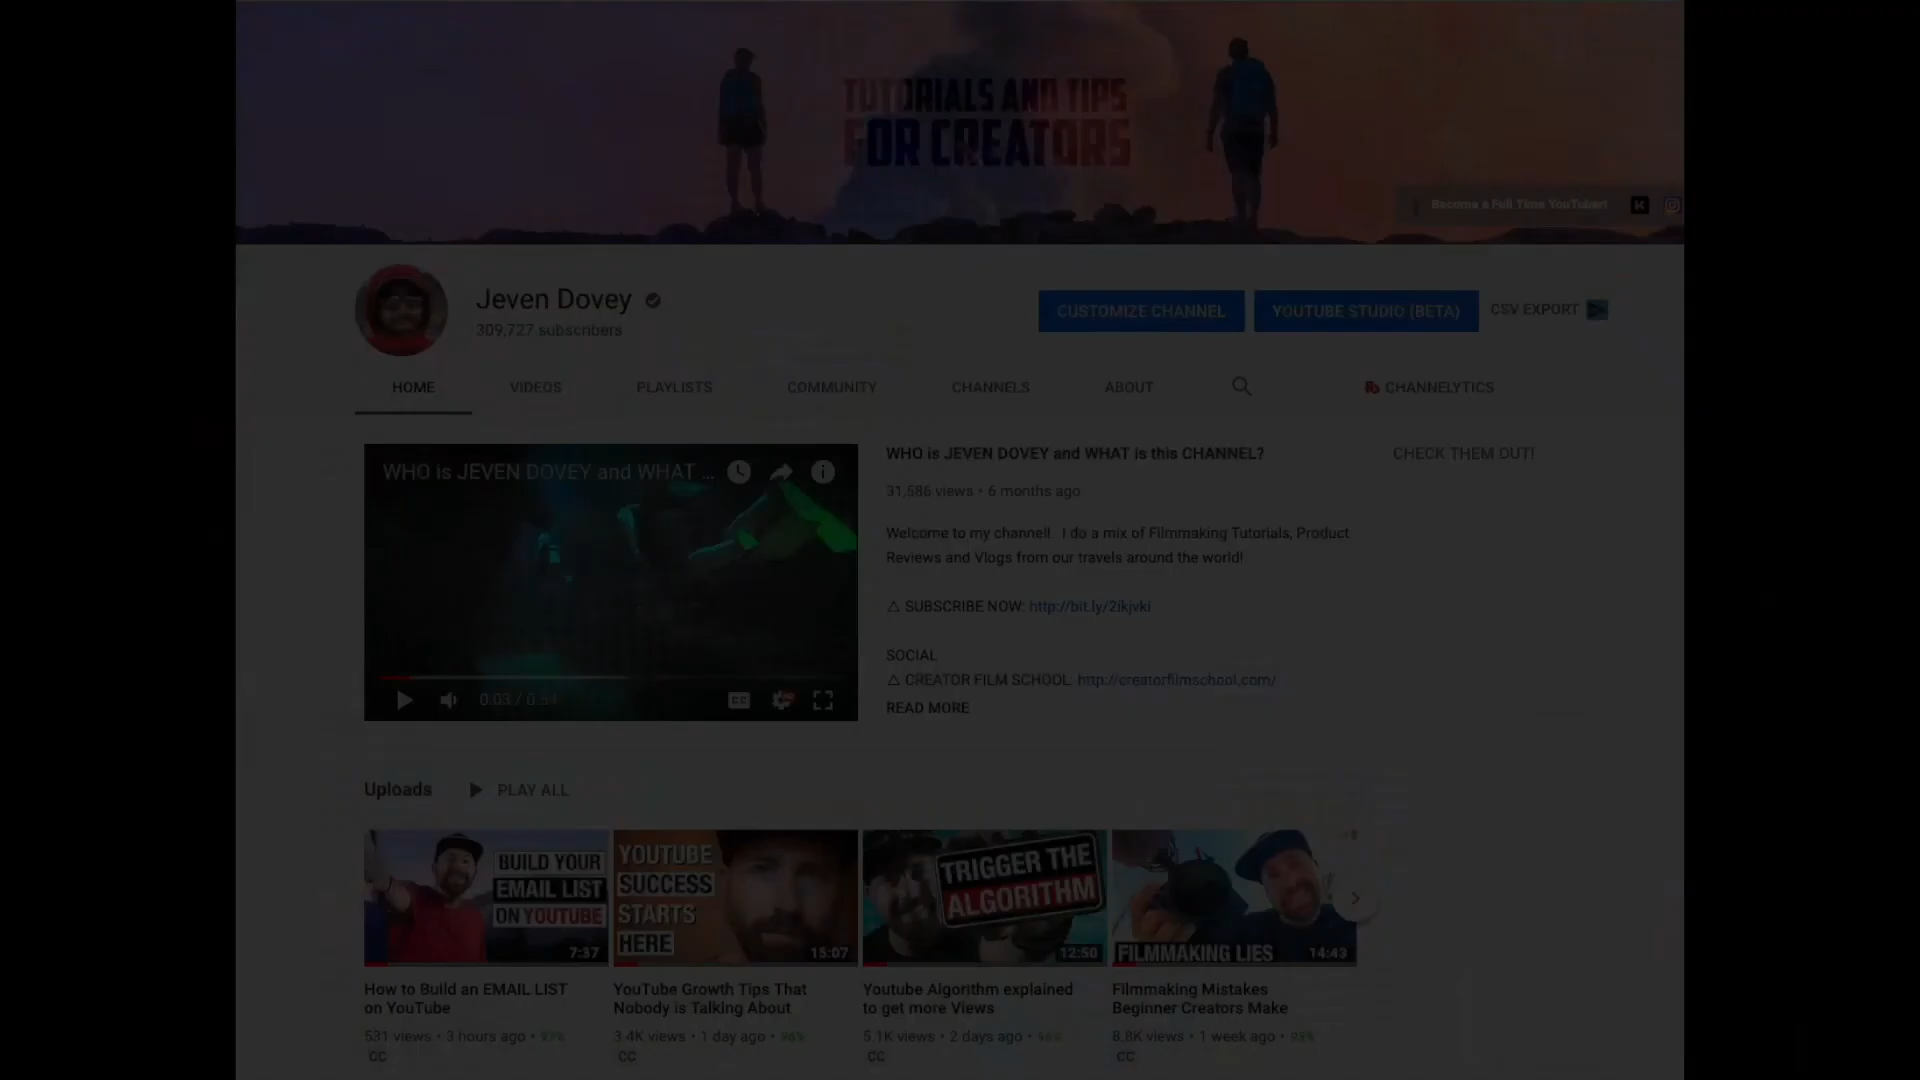 TUTORIALS AND TIPS
FOR CREATORS
Become a Full Time YouTuber!
Jeven Dovey
309,727 subscribers
CUSTOMIZE CHANNEL
YOUTUBE STUDIO (BETA)
CSV EXPORT
HOME
VIDEOS
PLAYLISTS
COMMUNITY
CHANNELS
ABOUT
CHANNELYTICS
WHO is JEVEN DOVEY and WHAT ...
0:03 / 0:54
CC
WHO is JEVEN DOVEY and WHAT is this CHANNEL?
31,586 views • 6 months ago
Welcome to my channel! I do a mix of Filmmaking Tutorials, Product
Reviews and Vlogs from our travels around the world!
△ SUBSCRIBE NOW: http://bit.ly/2ikjvki
SOCIAL
△ CREATOR FILM SCHOOL: http://creatorfilmschool.com/
READ MORE
CHECK THEM OUT!
Uploads
PLAY ALL
BUILD YOUR
EMAIL LIST
ON YOUTUBE
7:37
How to Build an EMAIL LIST
on YouTube
531 views • 3 hours ago • 97%
CC
YOUTUBE
SUCCESS
STARTS
HERE
15:07
YouTube Growth Tips That
Nobody is Talking About
3.4K views • 1 day ago • 96%
CC
TRIGGER THE
ALGORITHM
12:50
Youtube Algorithm explained
to get more Views
5.1K views • 2 days ago • 96%
CC
FILMMAKING LIES
14:43
Filmmaking Mistakes
Beginner Creators Make
8.8K views • 1 week ago • 98%
CC